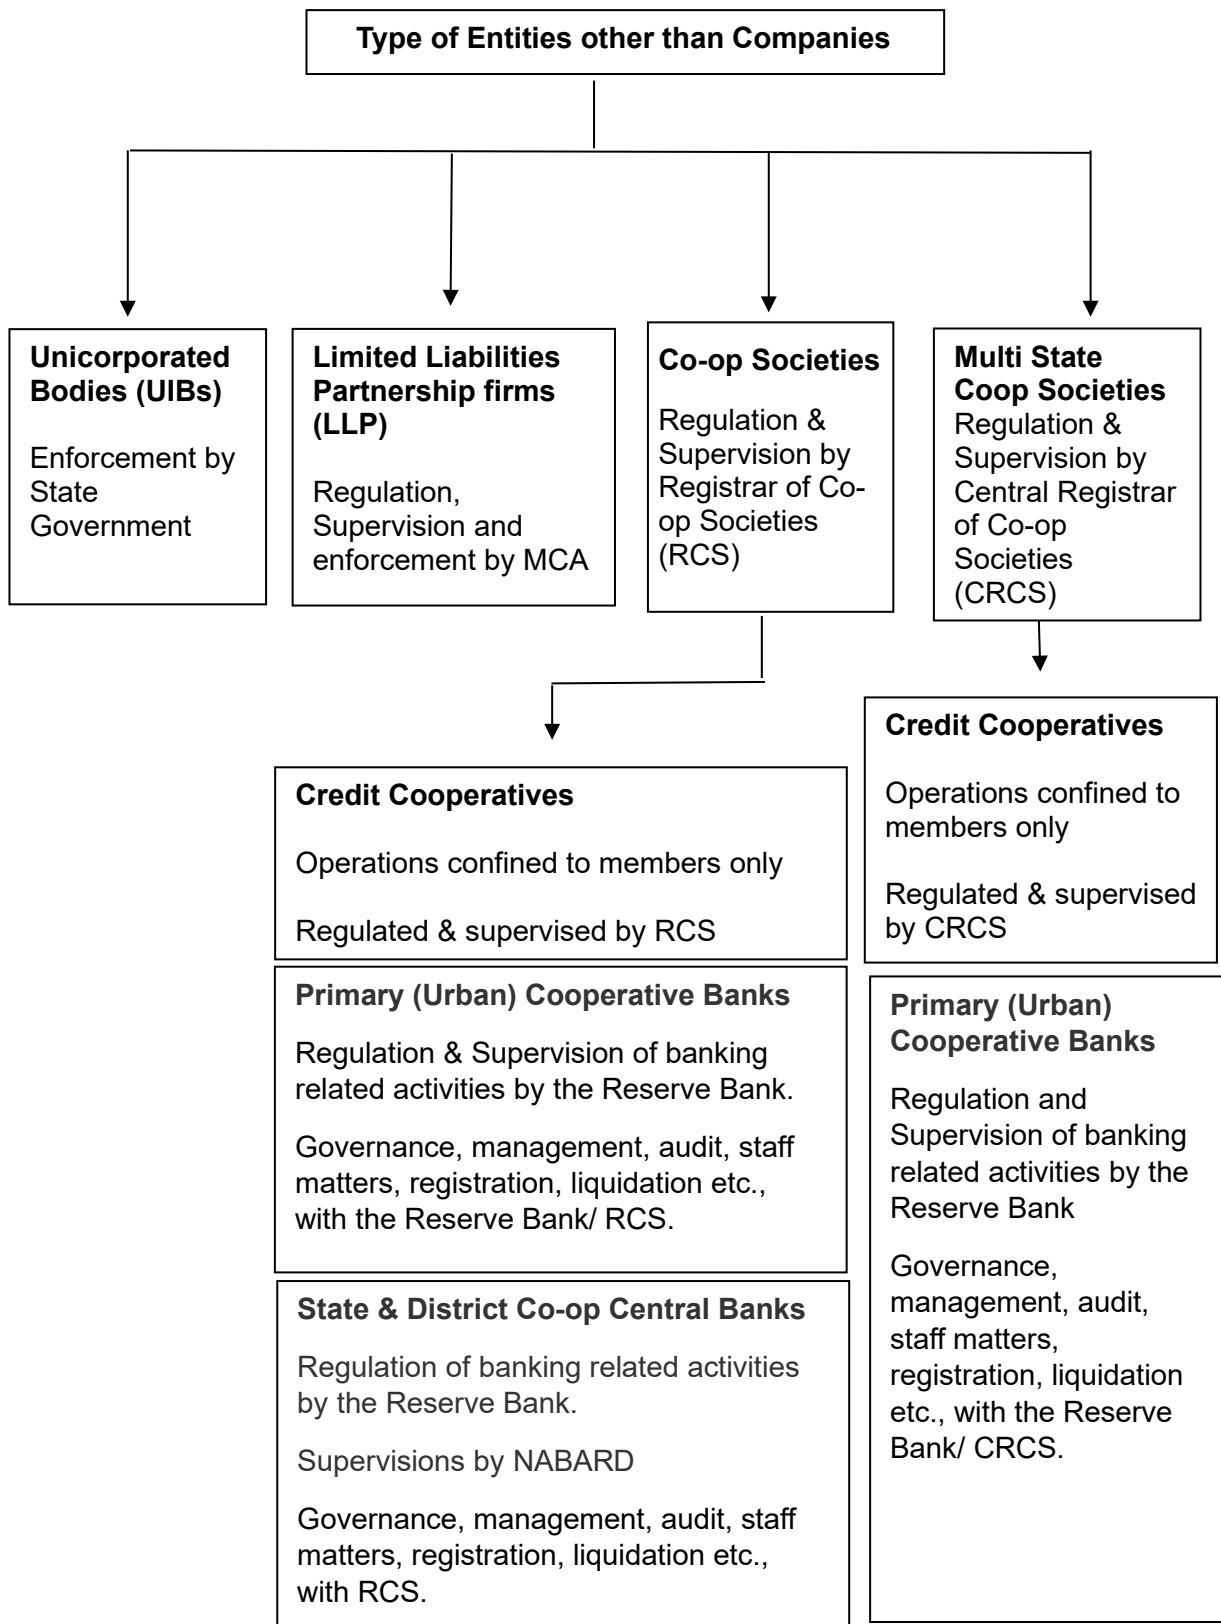 Type of Entities other than Companies
Unicorporated
Bodies (UIBs)
Enforcement by
State
Government
Limited Liabilities
Partnership firms
(LLP)
Regulation,
Supervision and
enforcement by MCA
Co-op Societies
Regulation &
Supervision by
Registrar of Co-
op Societies
(RCS)
Multi State
Coop Societies
Regulation &
Supervision by
Central Registrar
of Co-op
Societies
(CRCS)
Credit Cooperatives
Operations confined to members only
Regulated & supervised by RCS
Primary (Urban) Cooperative Banks
Regulation & Supervision of banking
related activities by the Reserve Bank.
Governance, management, audit, staff
matters, registration, liquidation etc.,
with the Reserve Bank/ RCS.
State & District Co-op Central Banks
Regulation of banking related activities
by the Reserve Bank.
Supervisions by NABARD
Governance, management, audit, staff
matters, registration, liquidation etc.,
with RCS.
Credit Cooperatives
Operations confined to
members only
Regulated & supervised
by CRCS
Primary (Urban)
Cooperative Banks
Regulation and
Supervision of banking
related activities by the
Reserve Bank
Governance,
management, audit,
staff matters,
registration, liquidation
etc., with the Reserve
Bank/ CRCS.